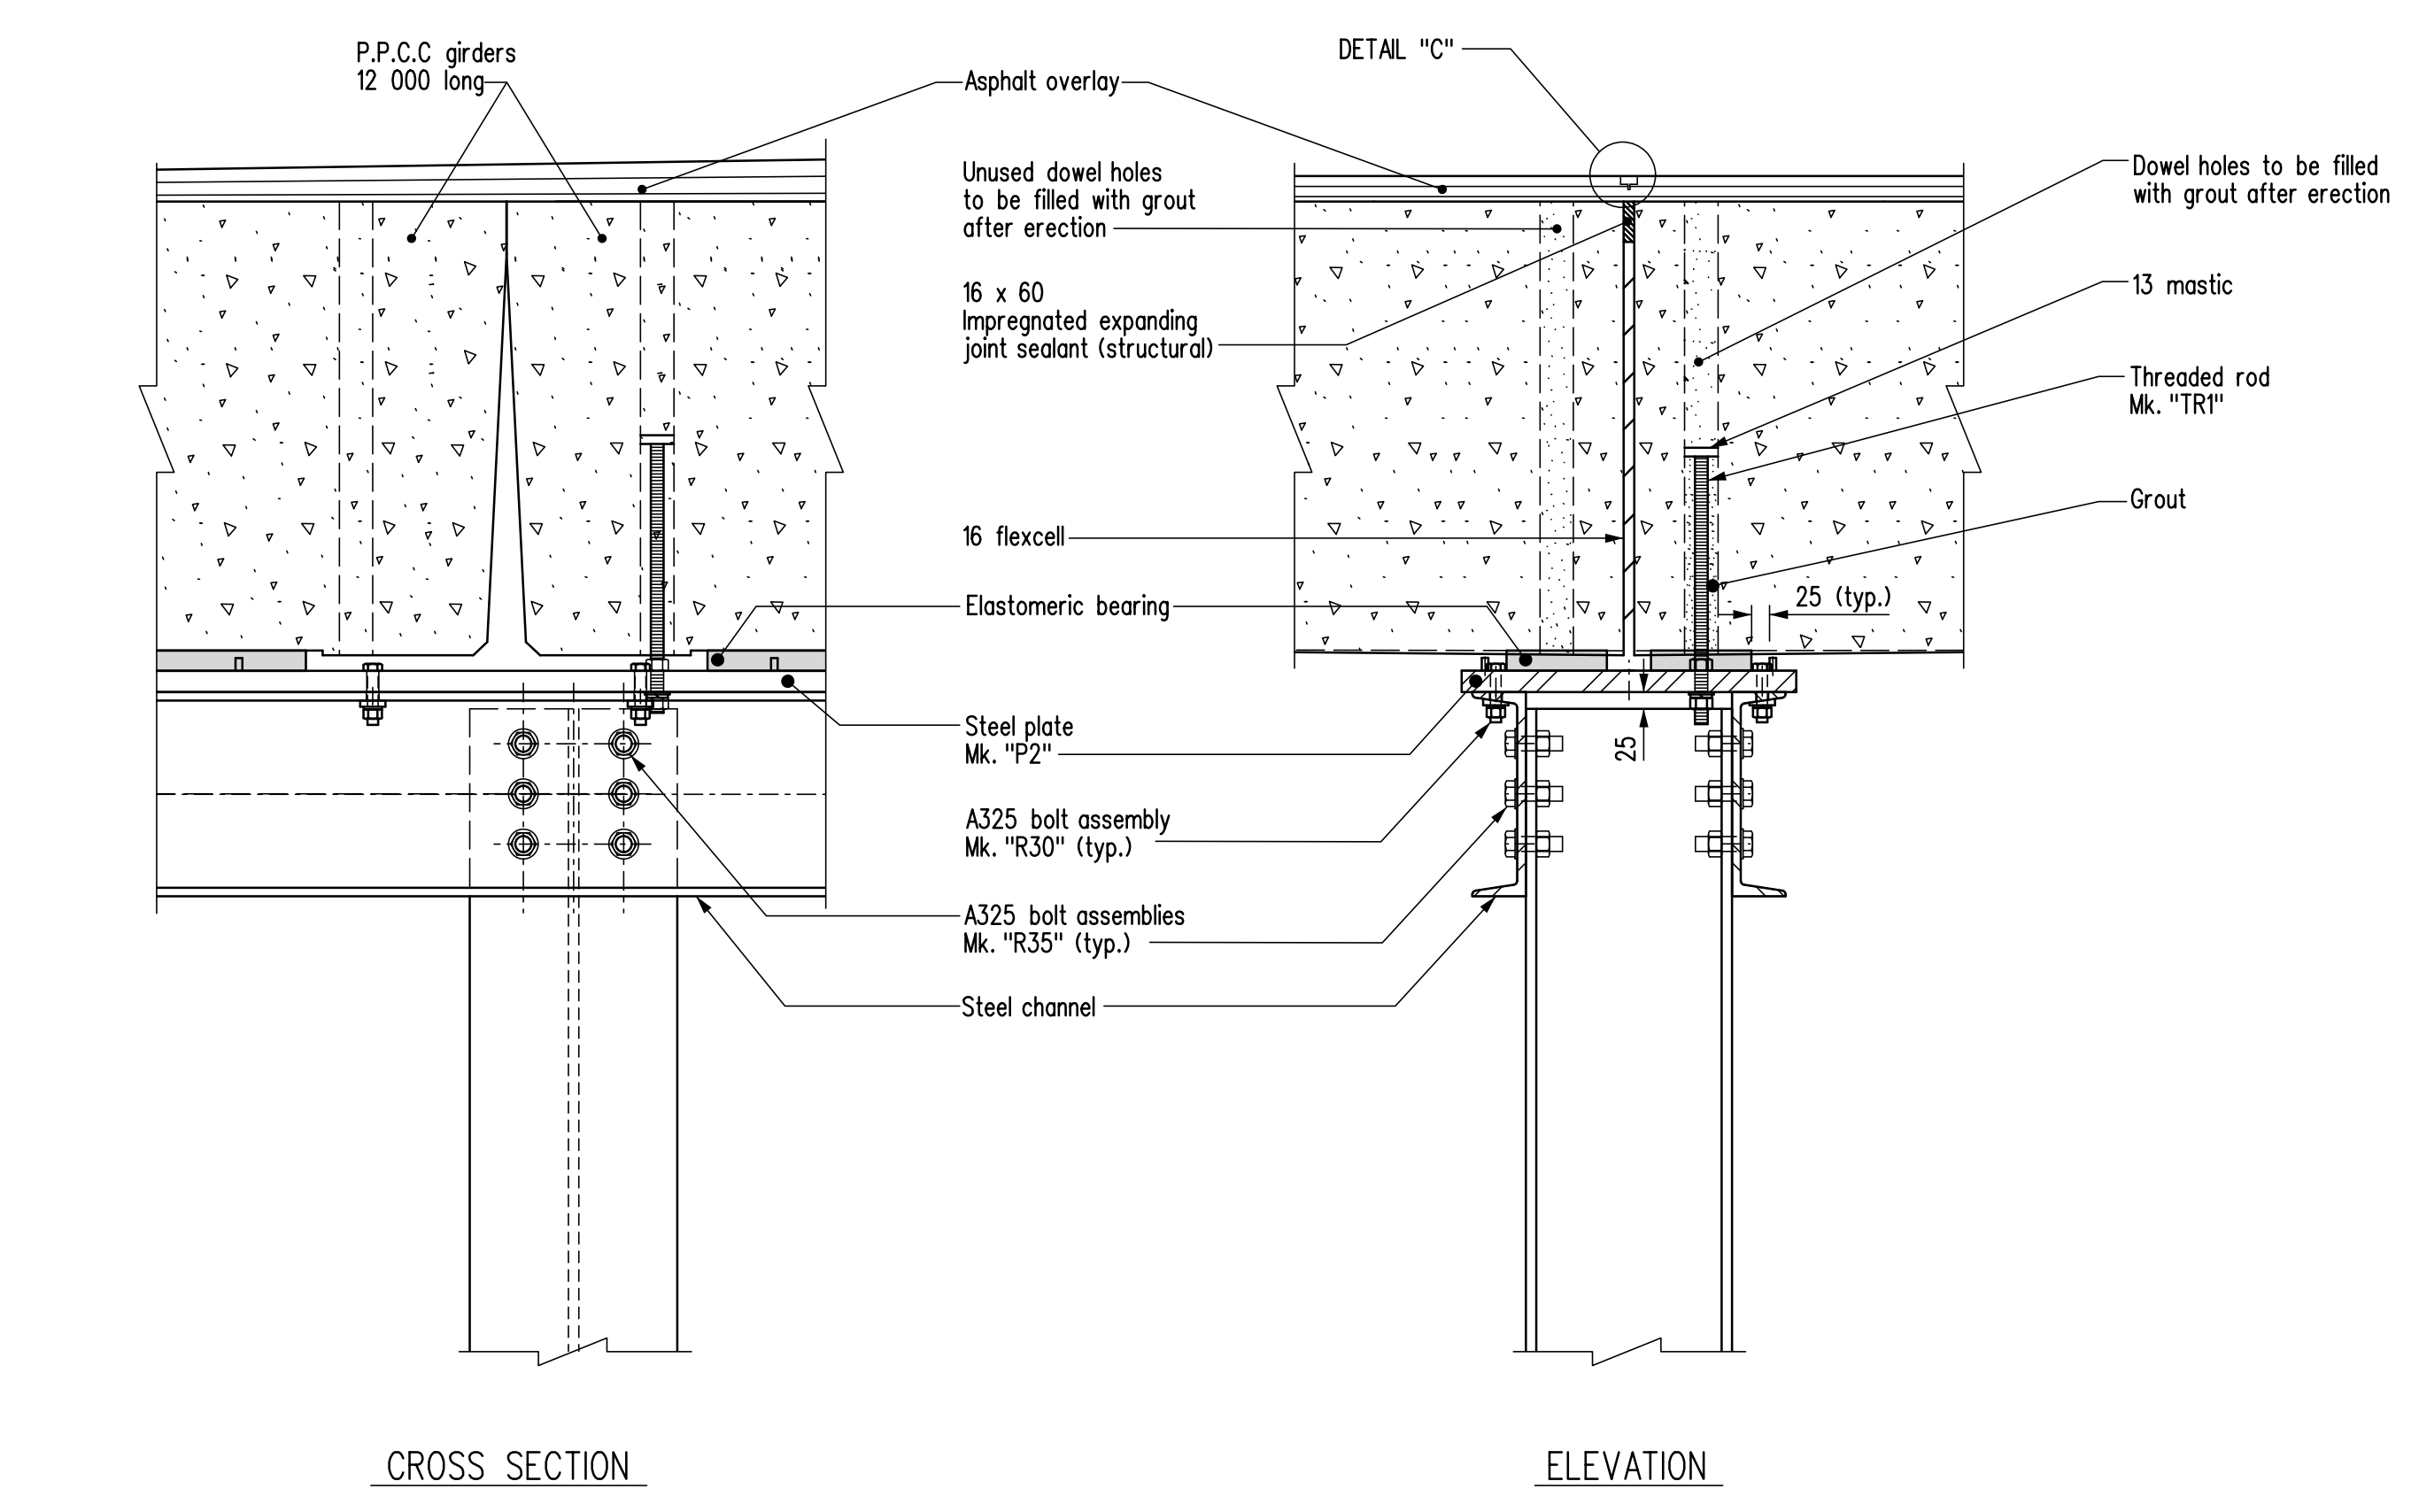 P.P.C.C girders
12 000 long
Asphalt overlay
DETAIL "C"
Unused dowel holes
to be filled with grout
after erection
Dowel holes to be filled
with grout after erection
16 x 60
Impregnated expanding
joint sealant (structural)
13 mastic
Threaded rod
Mk. "TR1"
Grout
16 flexcell
25 (typ.)
Elastomeric bearing
Steel plate
Mk. "P2"
25
A325 bolt assembly
Mk. "R30" (typ.)
A325 bolt assemblies
Mk. "R35" (typ.)
Steel channel
CROSS SECTION
ELEVATION